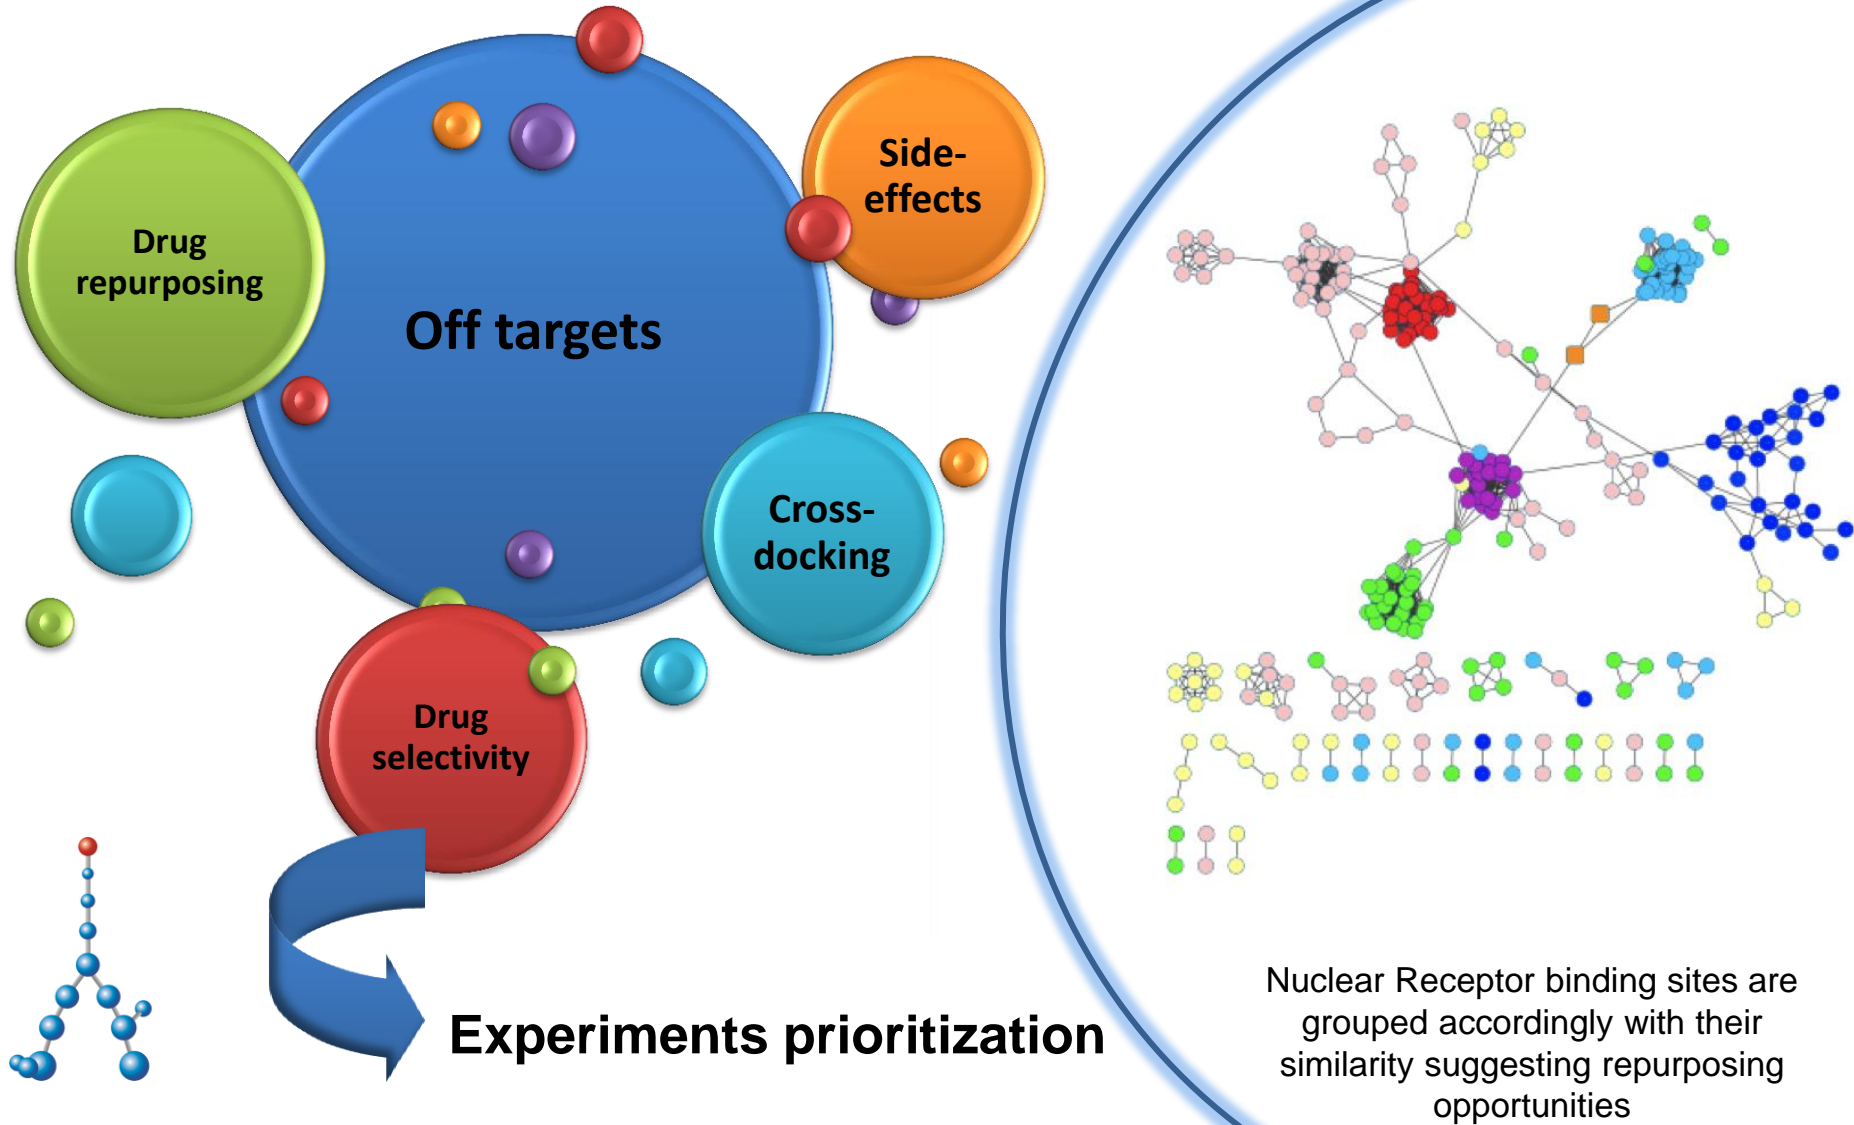 Side-
effects
Drug
repurposing
Off targets
Cross-
docking
Drug
selectivity
Experiments prioritization
Nuclear Receptor binding sites are
grouped accordingly with their
similarity suggesting repurposing
opportunities